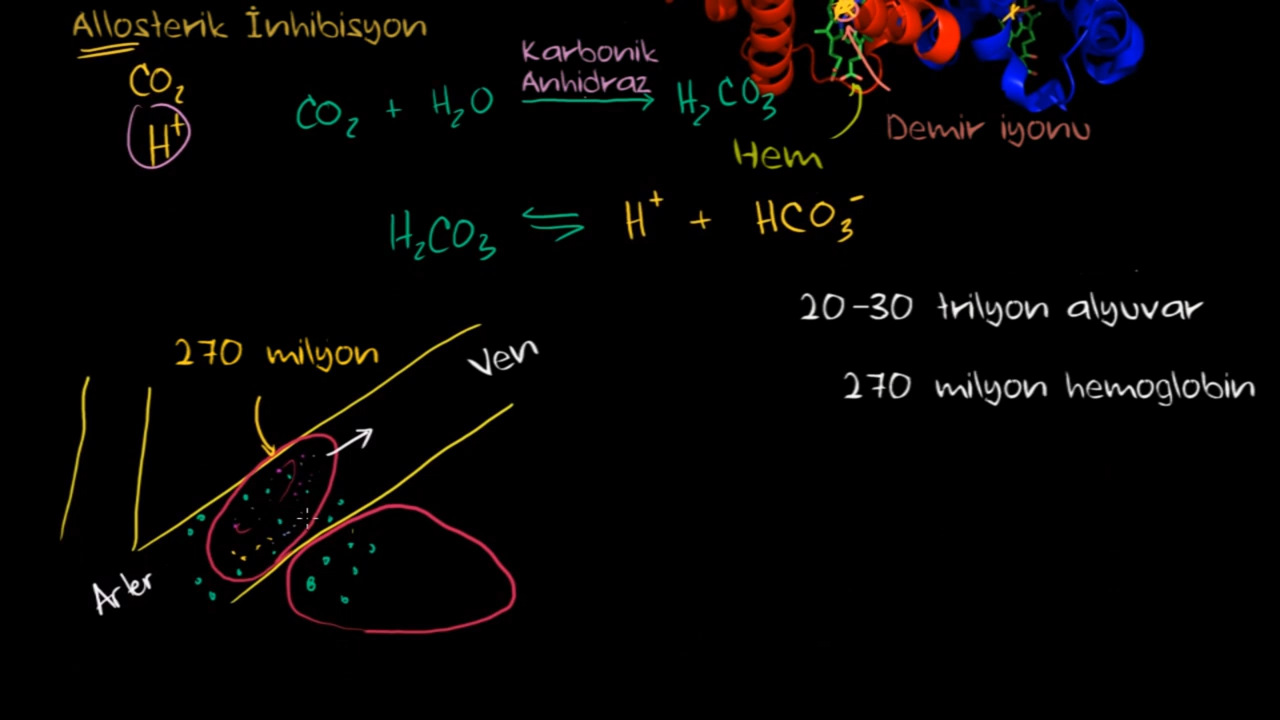 Allosterik İnhibisyon
CO₂
H⁺
Karbonik
Anhidraz
CO₂ + H₂O → H₂CO₃
Demir iyonu
Hem
H₂CO₃ ⇌ H⁺ + HCO₃⁻
20-30 trilyon alyuvar
270 milyon
Ven
270 milyon hemoglobin
Arter